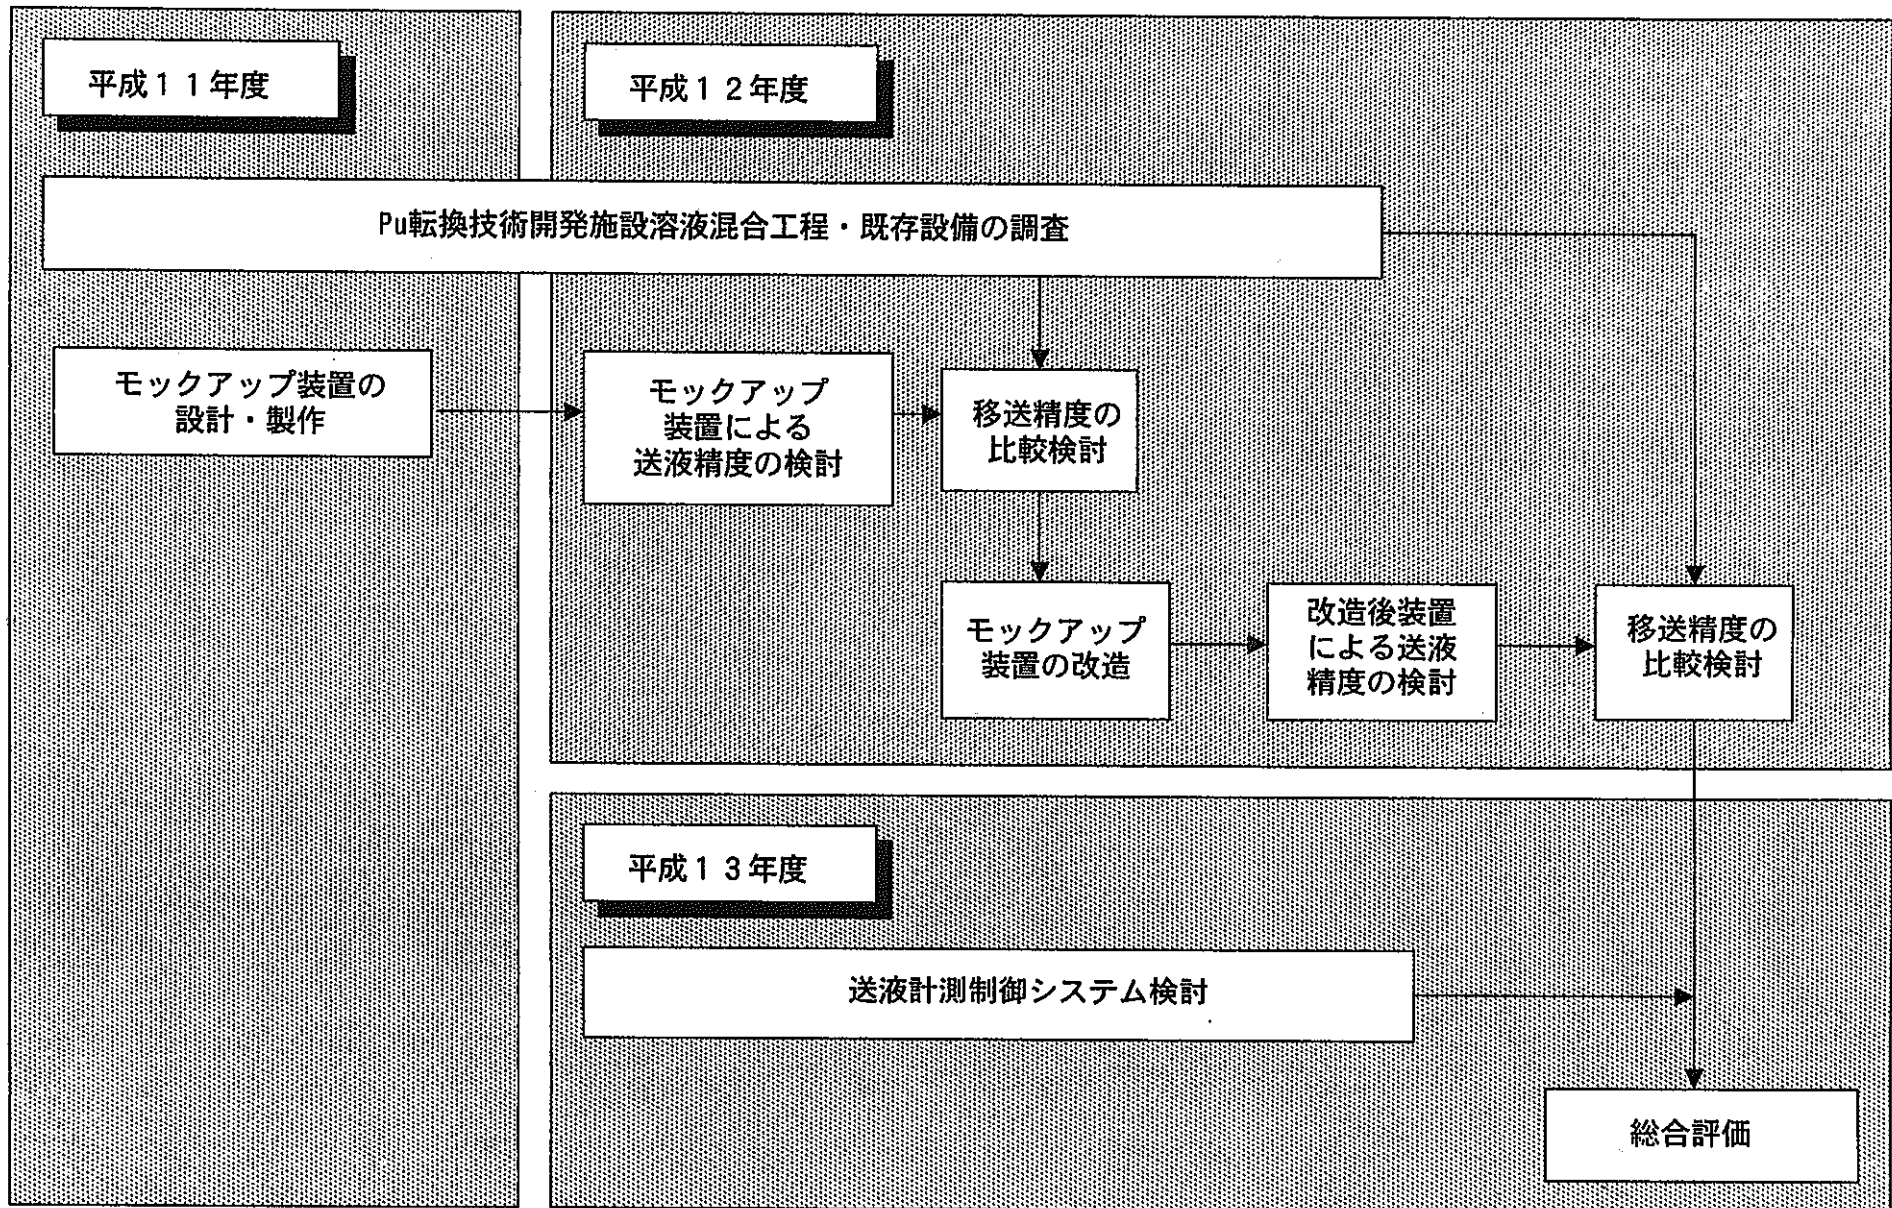 平成11年度
平成12年度
Pu転換技術開発施設溶液混合工程・既存設備の調査
モックアップ装置の
設計・製作
モックアップ
装置による
送液精度の検討
移送精度の
比較検討
モックアップ
装置の改造
改造後装置
による送液
精度の検討
移送精度の
比較検討
平成13年度
送液計測制御システム検討
総合評価